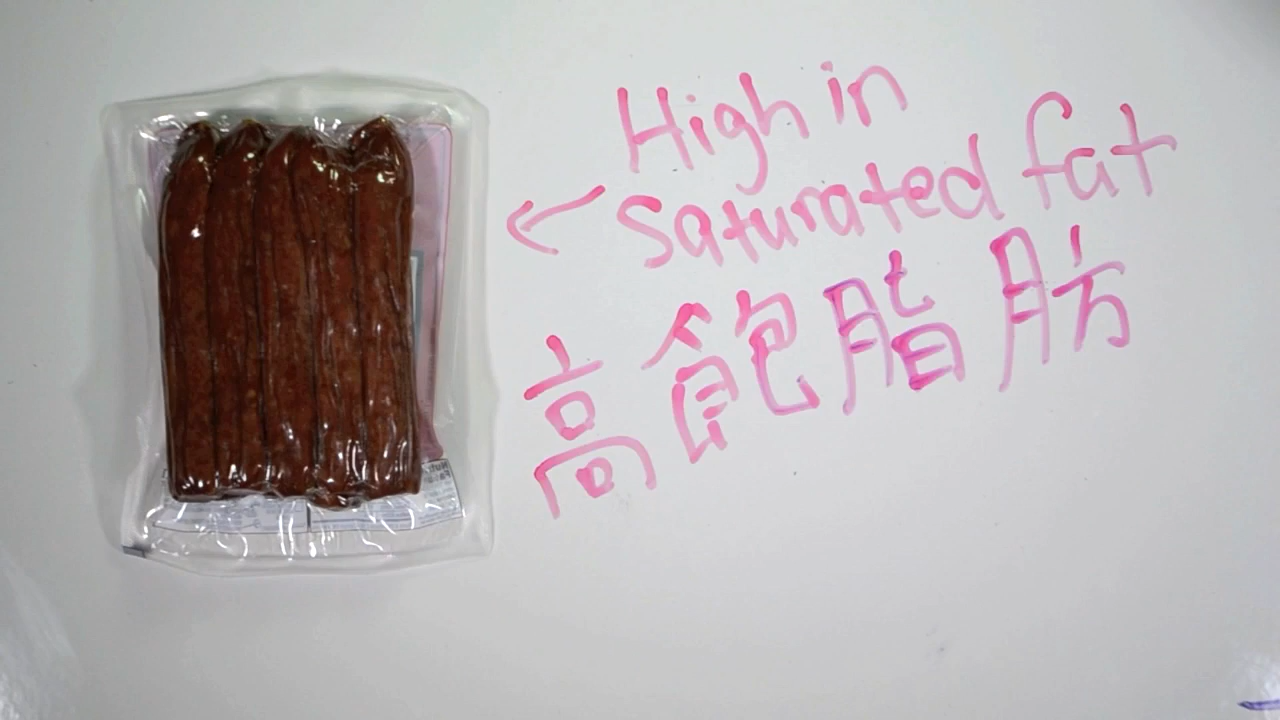 High in
saturated fat
高飽脂肪